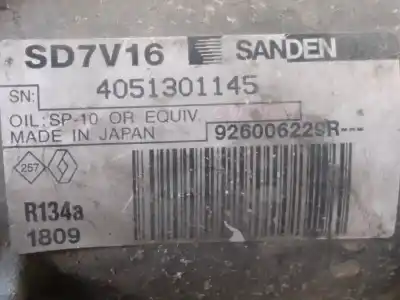 SD7V16 SANDEN
SN: 4051301145
OIL: SP-10 OR EQUIV.
MADE IN JAPAN 926006229R---
257
R134a
1809